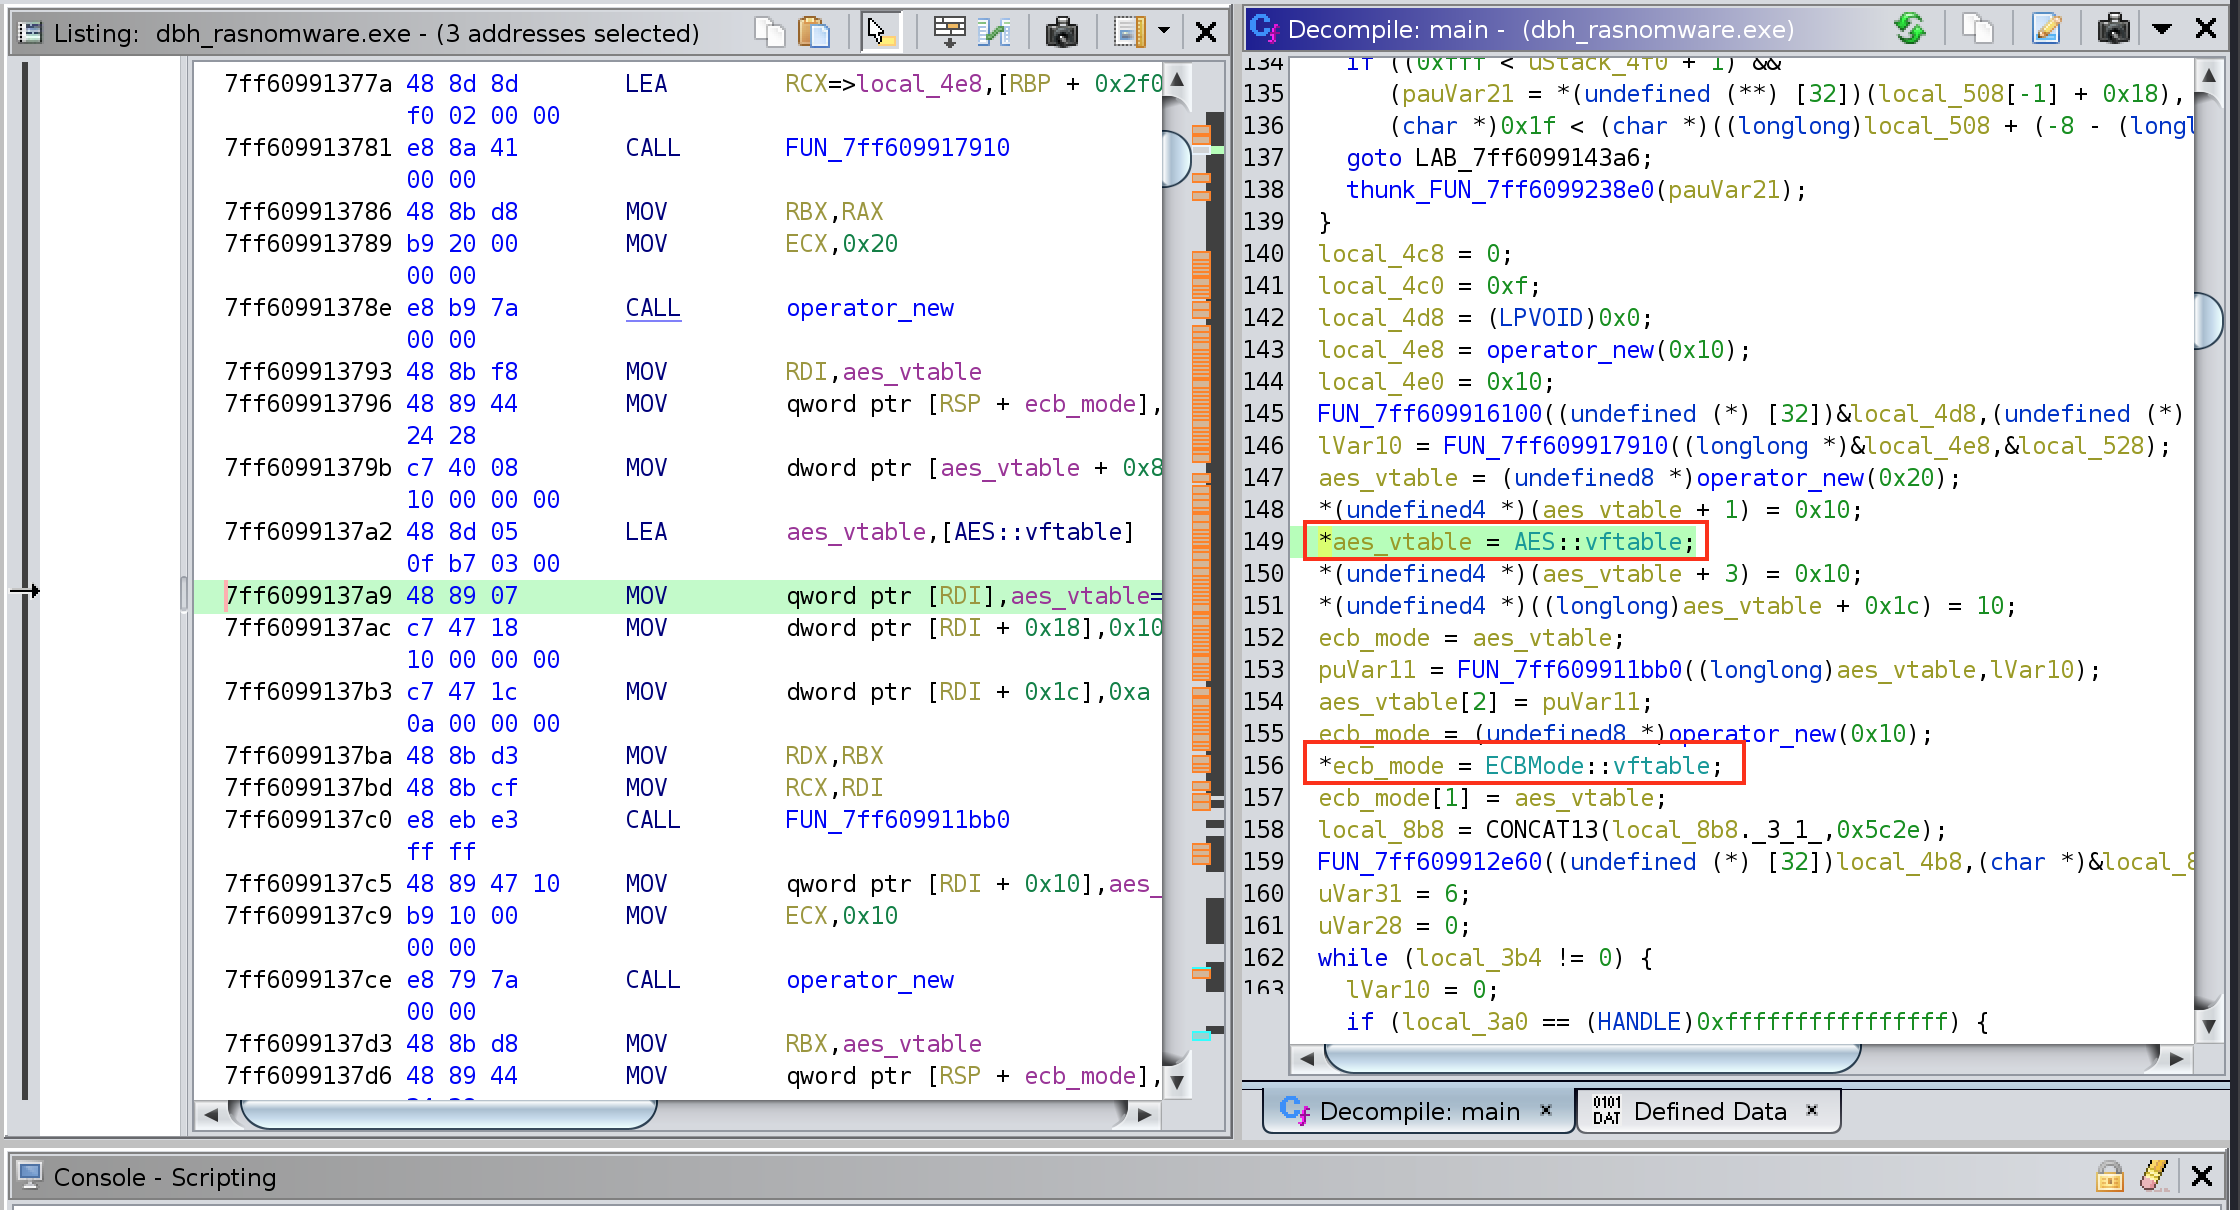 Listing: dbh_rasnomware.exe - (3 addresses selected)
7ff60991377a 48 8d 8d LEA RCX=>local_4e8,[RBP + 0x2f0
f0 02 00 00
7ff609913781 e8 8a 41 CALL FUN_7ff609917910
00 00
7ff609913786 48 8b d8 MOV RBX,RAX
7ff609913789 b9 20 00 MOV ECX,0x20
00 00
7ff60991378e e8 b9 7a CALL operator_new
00 00
7ff609913793 48 8b f8 MOV RDI,aes_vtable
7ff609913796 48 89 44 MOV qword ptr [RSP + ecb_mode],
24 28
7ff60991379b c7 40 08 MOV dword ptr [aes_vtable + 0x8
10 00 00 00
7ff6099137a2 48 8d 05 LEA aes_vtable,[AES::vftable]
0f b7 03 00
7ff6099137a9 48 89 07 MOV qword ptr [RDI],aes_vtable=
7ff6099137ac c7 47 18 MOV dword ptr [RDI + 0x18],0x10
10 00 00 00
7ff6099137b3 c7 47 1c MOV dword ptr [RDI + 0x1c],0xa
0a 00 00 00
7ff6099137ba 48 8b d3 MOV RDX,RBX
7ff6099137bd 48 8b cf MOV RCX,RDI
7ff6099137c0 e8 eb e3 CALL FUN_7ff609911bb0
ff ff
7ff6099137c5 48 89 47 10 MOV qword ptr [RDI + 0x10],aes_
7ff6099137c9 b9 10 00 MOV ECX,0x10
00 00
7ff6099137ce e8 79 7a CALL operator_new
00 00
7ff6099137d3 48 8b d8 MOV RBX,aes_vtable
7ff6099137d6 48 89 44 MOV qword ptr [RSP + ecb_mode],
Decompile: main - (dbh_rasnomware.exe)
134 if ((0xfff < uStack_4f0 + 1) &&
135 (pauVar21 = *(undefined (**) [32])(local_508[-1] + 0x18),
136 (char *)0x1f < (char *)((longlong)local_508 + (-8 - (longl
137 goto LAB_7ff6099143a6;
138 thunk_FUN_7ff6099238e0(pauVar21);
139 }
140 local_4c8 = 0;
141 local_4c0 = 0xf;
142 local_4d8 = (LPVOID)0x0;
143 local_4e8 = operator_new(0x10);
144 local_4e0 = 0x10;
145 FUN_7ff609916100((undefined (*) [32])&local_4d8,(undefined (*)
146 lVar10 = FUN_7ff609917910((longlong *)&local_4e8,&local_528);
147 aes_vtable = (undefined8 *)operator_new(0x20);
148 *(undefined4 *)(aes_vtable + 1) = 0x10;
149 *aes_vtable = AES::vftable;
150 *(undefined4 *)(aes_vtable + 3) = 0x10;
151 *(undefined4 *)((longlong)aes_vtable + 0x1c) = 10;
152 ecb_mode = aes_vtable;
153 puVar11 = FUN_7ff609911bb0((longlong)aes_vtable,lVar10);
154 aes_vtable[2] = puVar11;
155 ecb_mode = (undefined8 *)operator_new(0x10);
156 *ecb_mode = ECBMode::vftable;
157 ecb_mode[1] = aes_vtable;
158 local_8b8 = CONCAT13(local_8b8._3_1_,0x5c2e);
159 FUN_7ff609912e60((undefined (*) [32])local_4b8,(char *)&local_8
160 uVar31 = 6;
161 uVar28 = 0;
162 while (local_3b4 != 0) {
163 lVar10 = 0;
if (local_3a0 == (HANDLE)0xffffffffffffffff) {
Decompile: main × 0101 DAT Defined Data ×
Console - Scripting